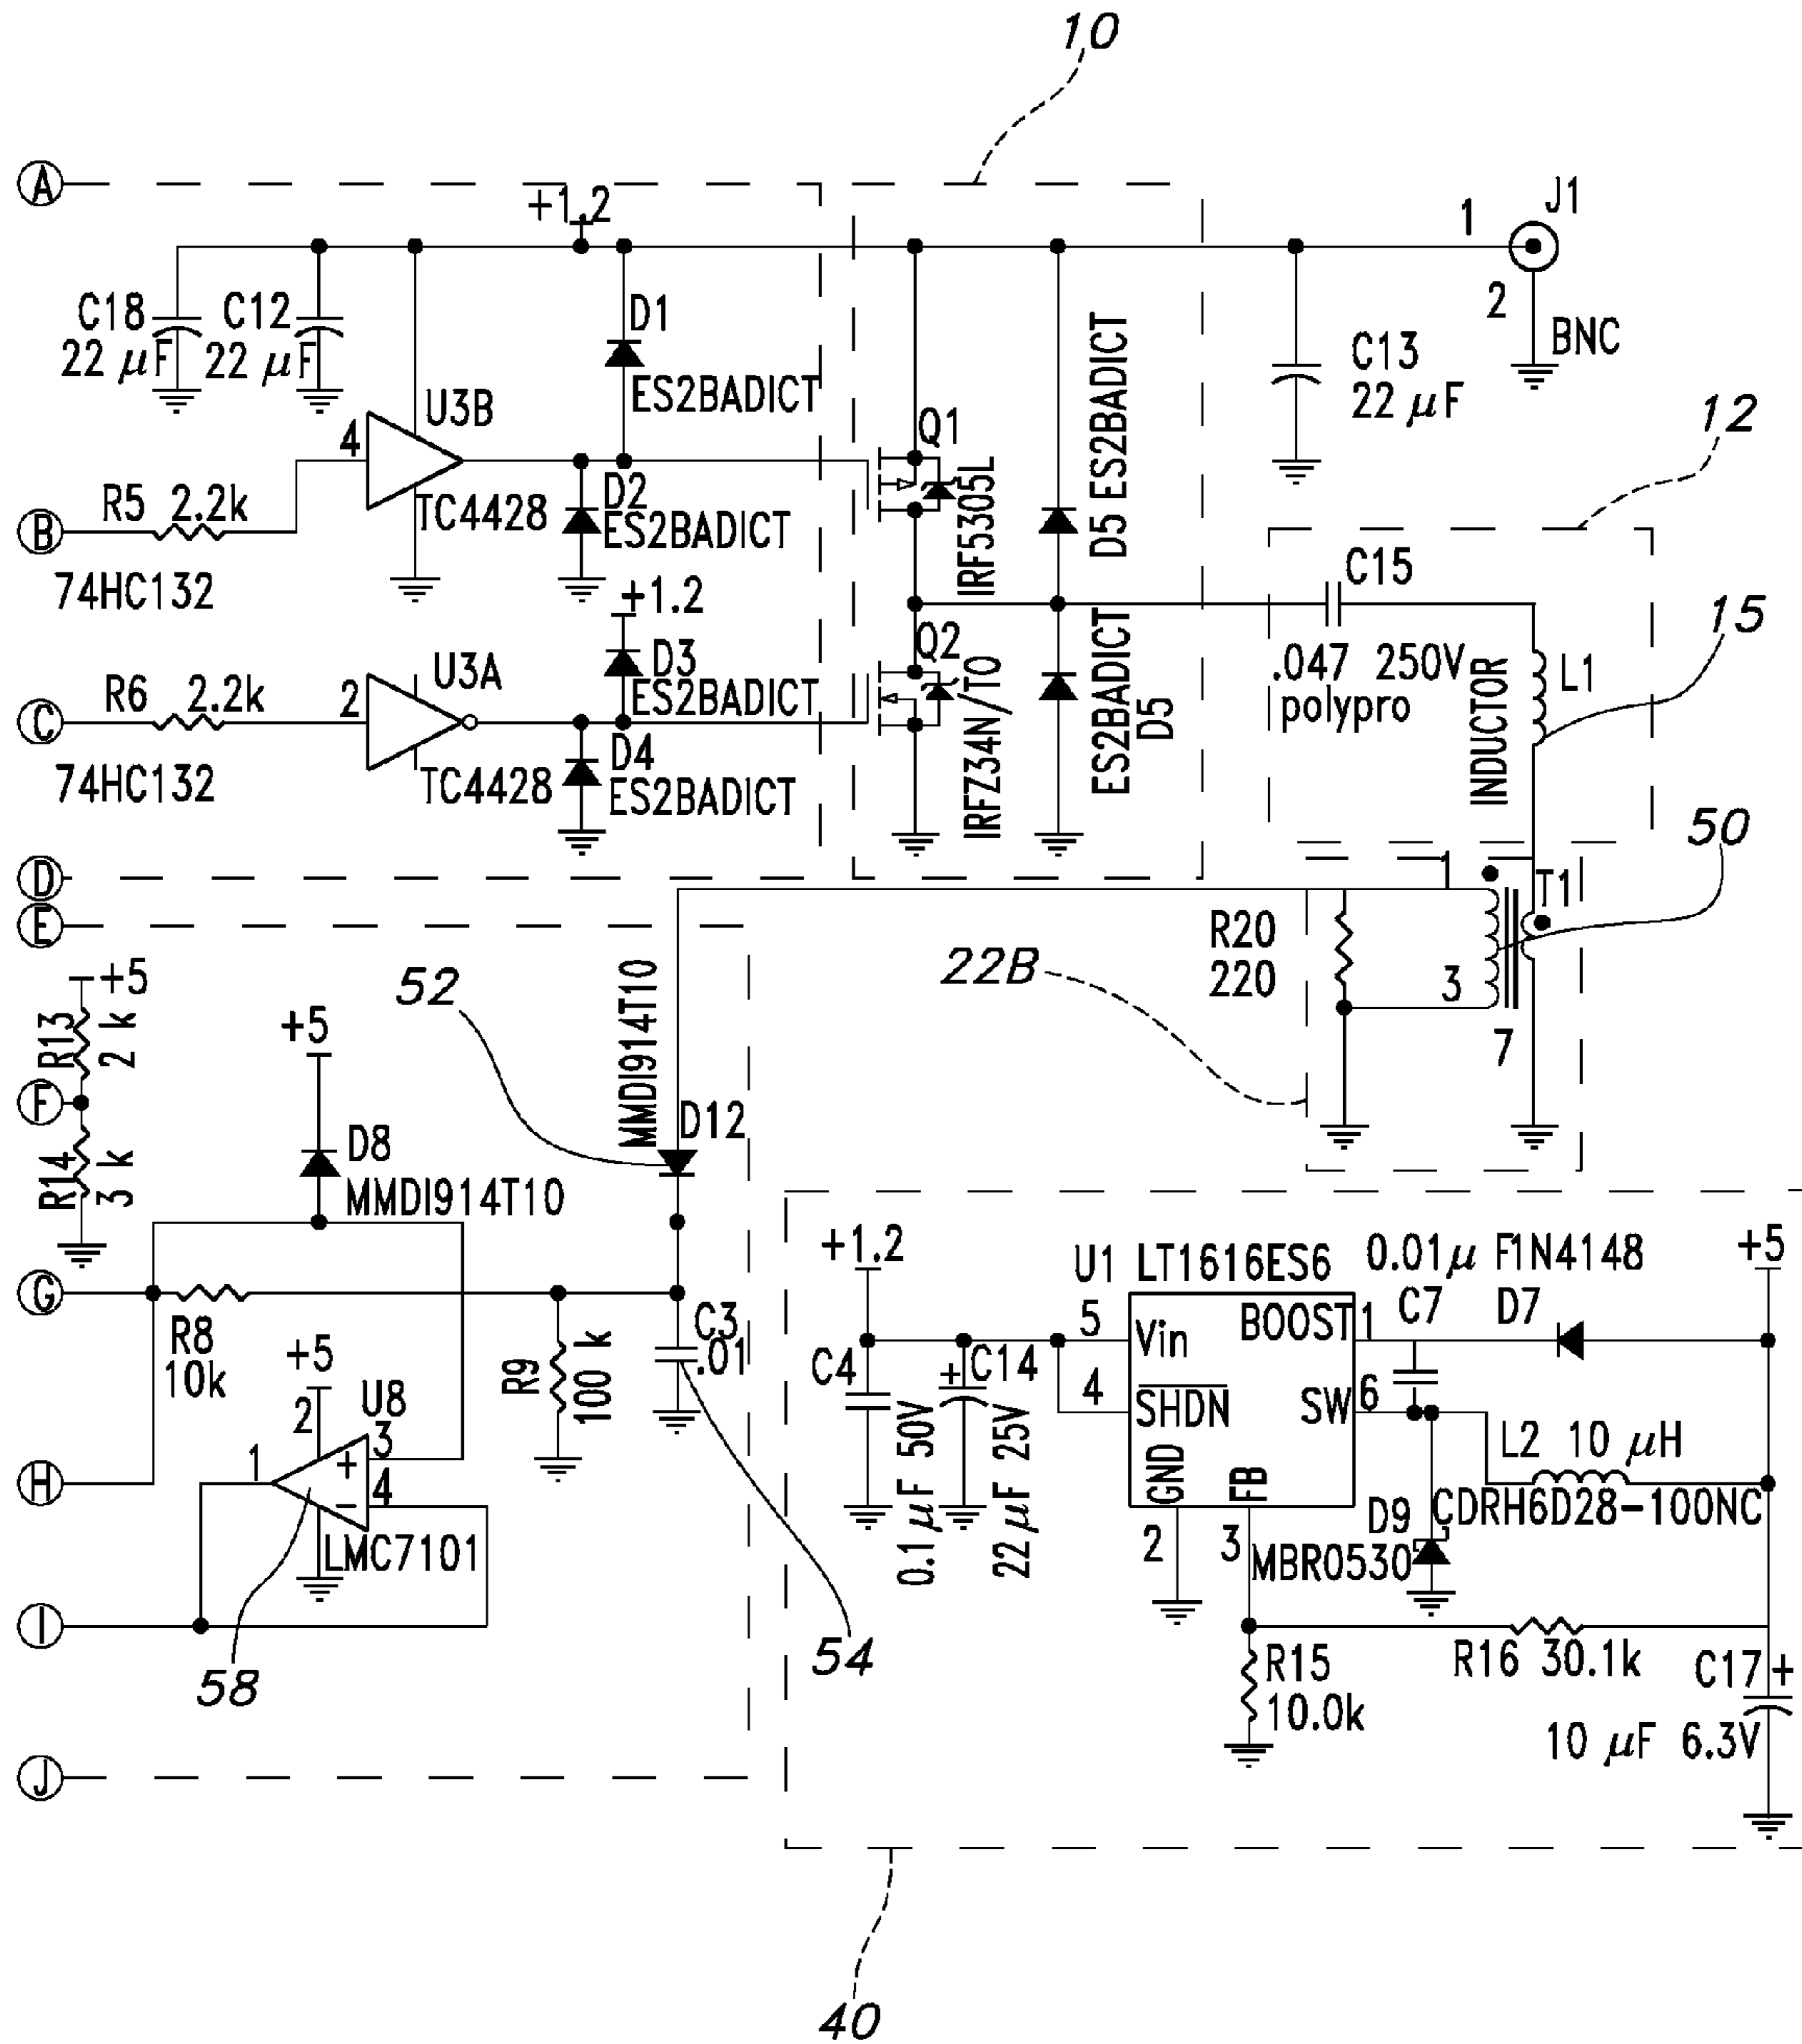 10
A
+1.2
1
J1
2
BNC
C18
22 μF
C12
22 μF
D1
ES2BADICT
C13
22 μF
U3B
4
TC4428
Q1
IRF5305L
D5 ES2BADICT
12
R5 2.2k
B
74HC132
D2
ES2BADICT
+1.2
C15
.047 250V
polypro
15
U3A
D3
ES2BADICT
Q2
IRFZ34N/TO
ES2BADICT
D5
INDUCTOR
L1
R6 2.2k
2
C
74HC132
TC4428
D4
ES2BADICT
50
D
E
1
T1
R20
220
3
7
22B
+5
R13
2 k
52
+5
MMDI914T10
D12
F
R14
3 k
D8
MMDI914T10
G
R8
10k
R9
100 k
C3
.01
+5
2
U8
1
3
+
4
−
LMC7101
H
I
58
54
J
+1.2
U1 LT1616ES6
0.01μ F
1N4148
+5
C7
D7
5
Vin
BOOST
1
C4
0.1 μF 50V
+
C14
22 μF 25V
4
SHDN
SW
6
L2 10 μH
CDRH6D28-100NC
GND
FB
2
3
D9
MBR0530
R15
10.0k
R16 30.1k
C17
+
10 μF 6.3V
40